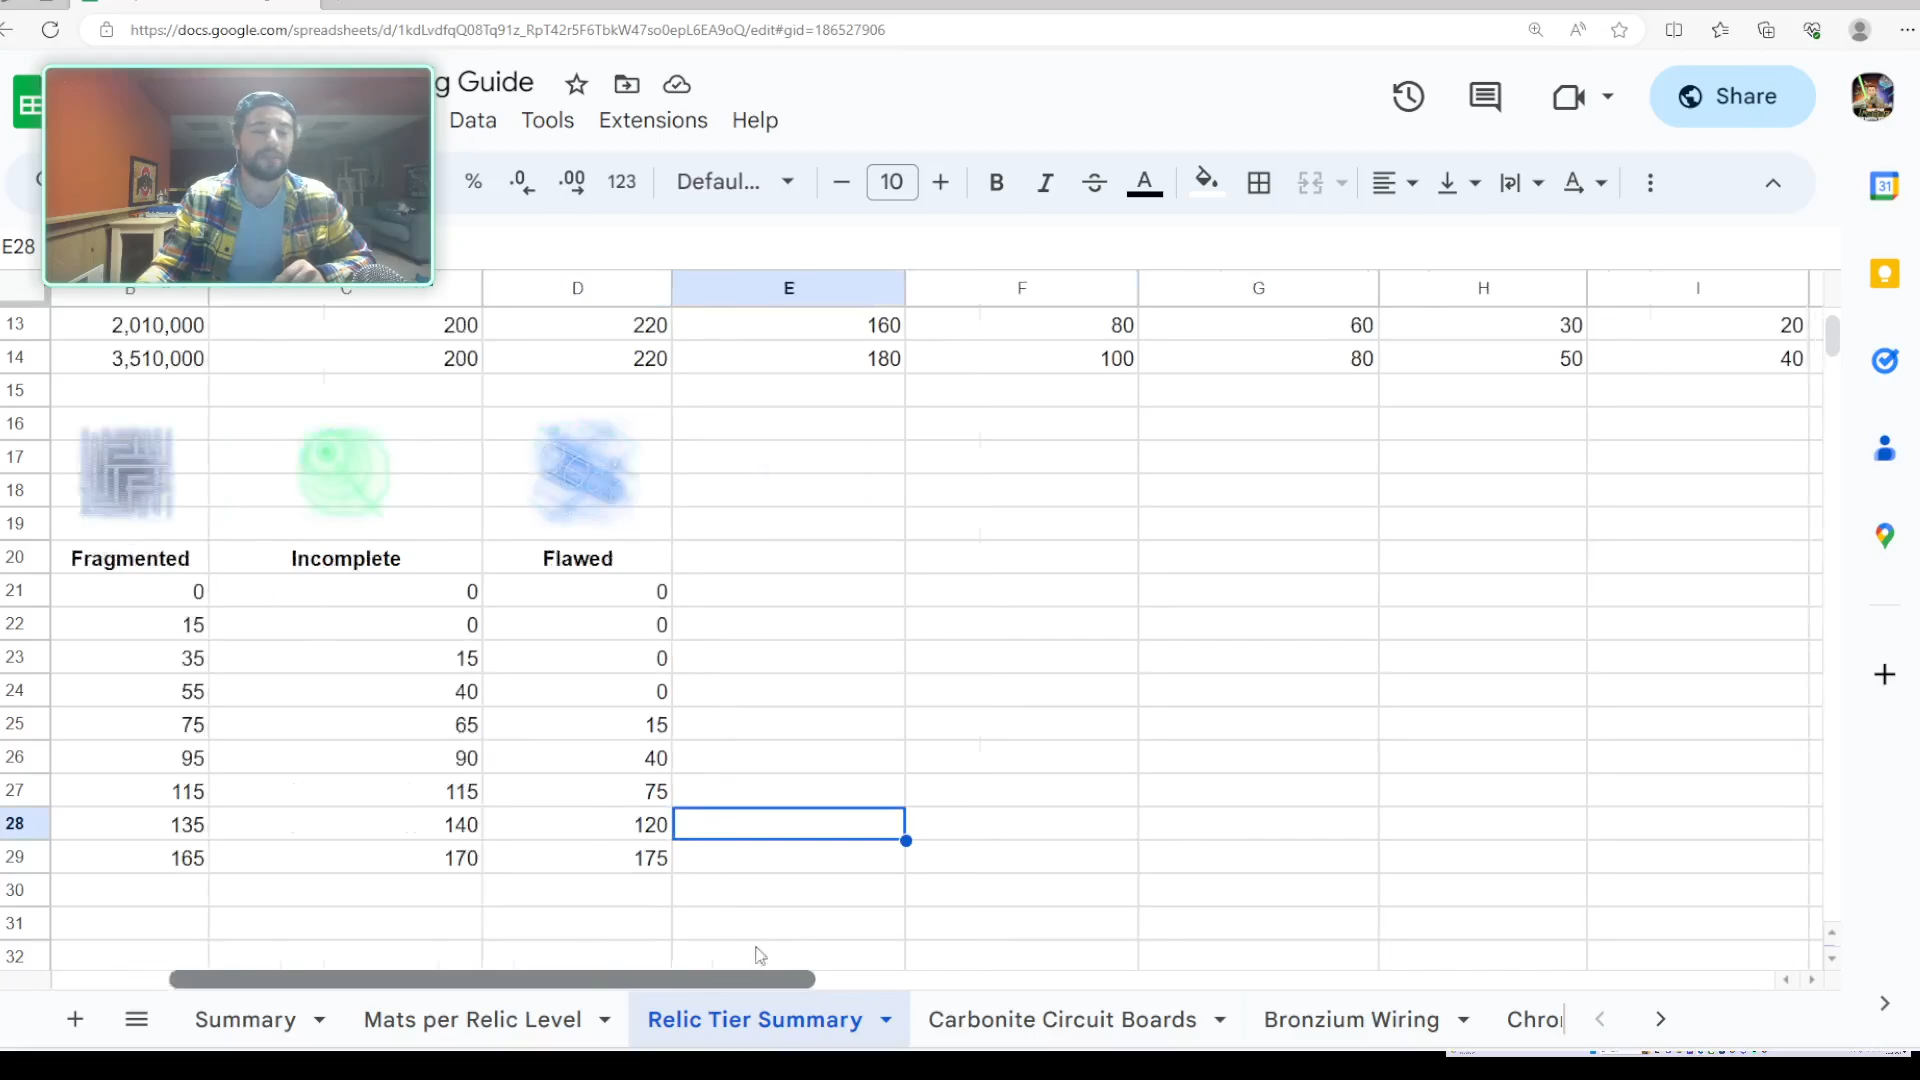 https://docs.google.com/spreadsheets/d/1kdLvdfqQ08Tq91z_RpT42r5F6TbkW47so0epL6EA9oQ/edit#gid=186527906
g Guide
Share
Data Tools Extensions Help
% .0 .00 123 Defaul... 10 B I S A
31
E28
B C D E F G H I
13 2,010,000 200 220 160 80 60 30 20
14 3,510,000 200 220 180 100 80 50 40
15
16
17
18
19
20 Fragmented Incomplete Flawed
21 0 0 0
22 15 0 0
23 35 15 0
24 55 40 0
25 75 65 15
26 95 90 40
27 115 115 75
28 135 140 120
29 165 170 175
30
31
32
Summary Mats per Relic Level Relic Tier Summary Carbonite Circuit Boards Bronzium Wiring Chro